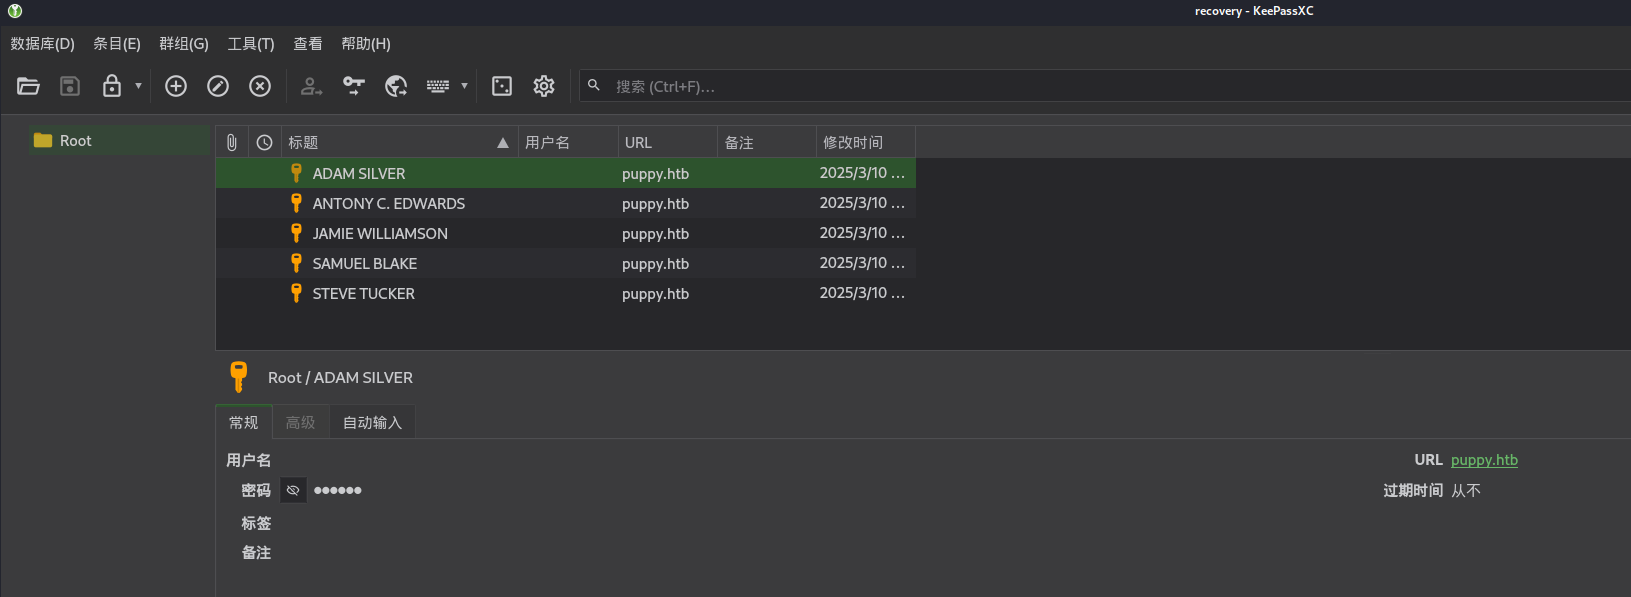 recovery - KeePassXC
数据库(D) 条目(E) 群组(G) 工具(T) 查看 帮助(H)
搜索 (Ctrl+F)...
Root
标题 用户名 URL 备注 修改时间
ADAM SILVER puppy.htb 2025/3/10 ...
ANTONY C. EDWARDS puppy.htb 2025/3/10 ...
JAMIE WILLIAMSON puppy.htb 2025/3/10 ...
SAMUEL BLAKE puppy.htb 2025/3/10 ...
STEVE TUCKER puppy.htb 2025/3/10 ...
Root / ADAM SILVER
常规 高级 自动输入
用户名 URL puppy.htb
密码 ●●●●●● 过期时间 从不
标签
备注